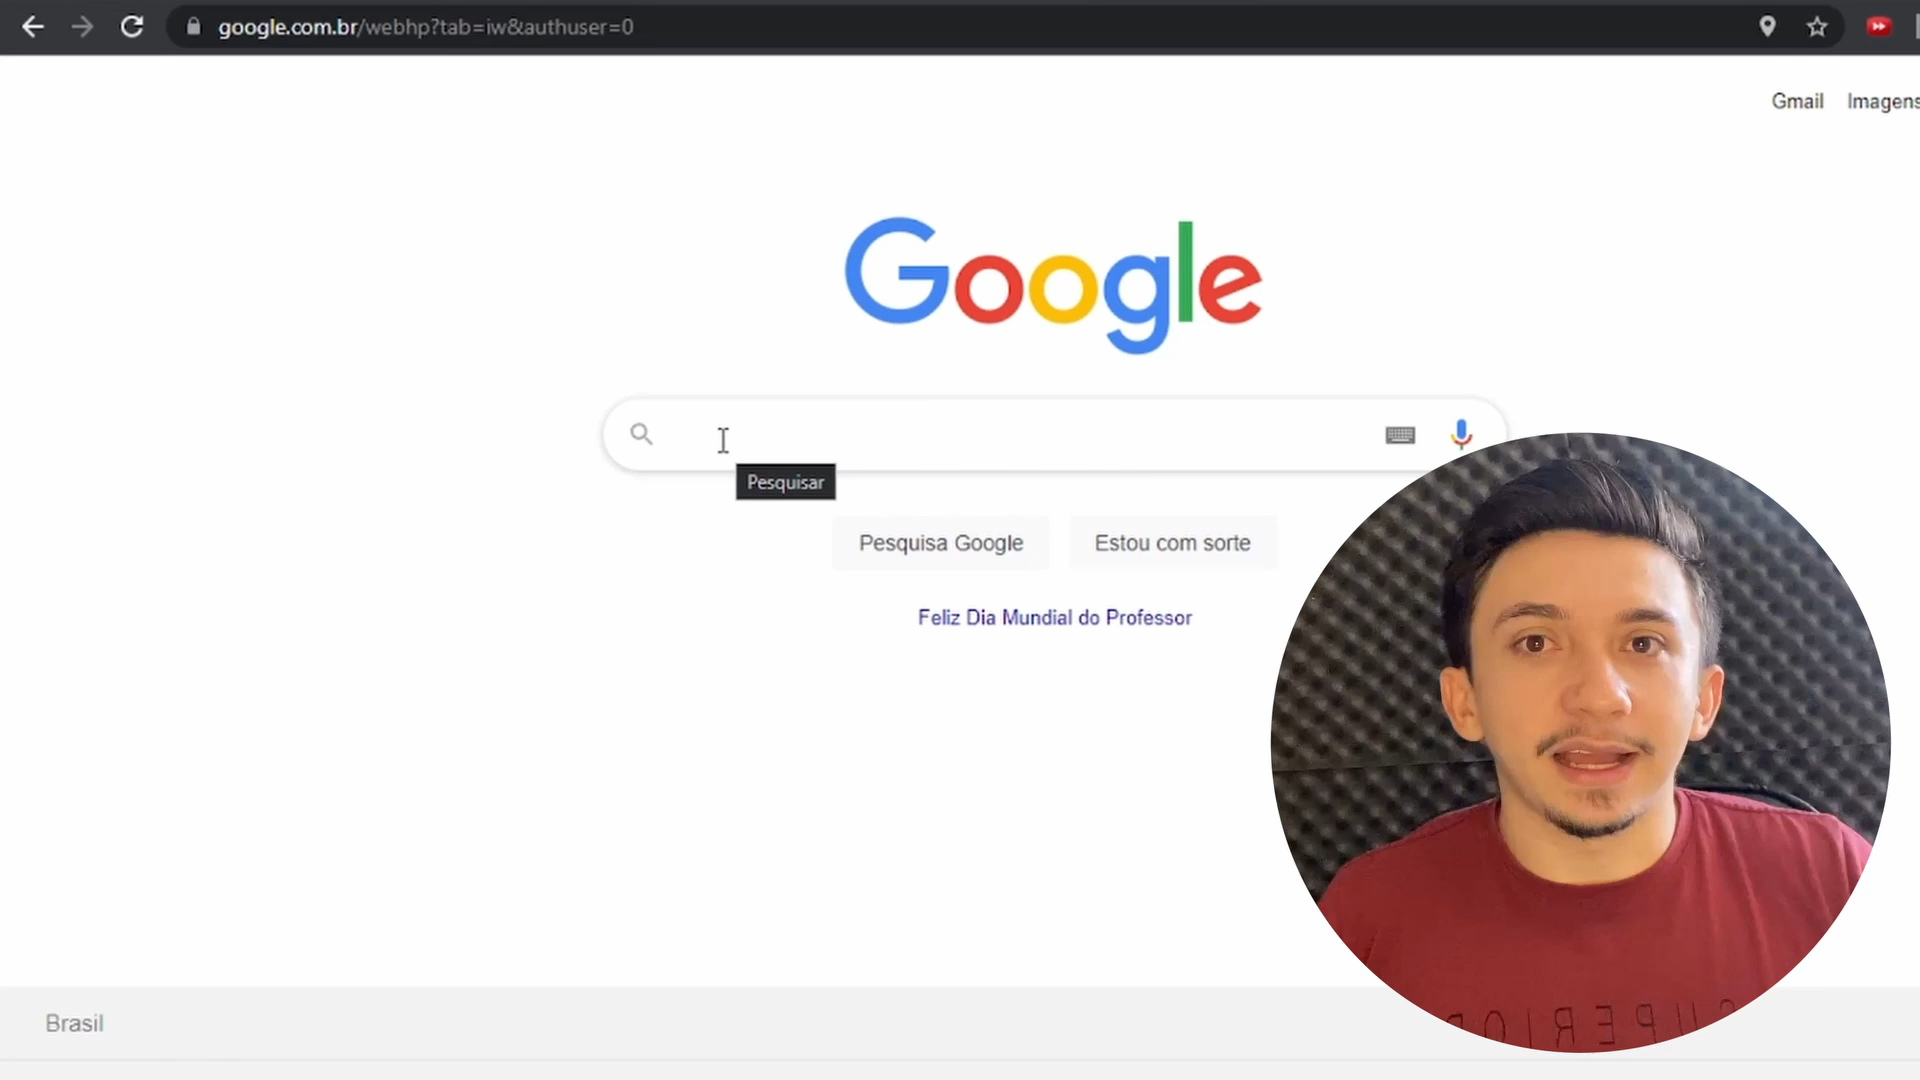 google.com.br/webhp?tab=iw&authuser=0
Gmail Imagens
Google
Pesquisar
Pesquisa Google Estou com sorte
Feliz Dia Mundial do Professor
SUPERIOR
Brasil